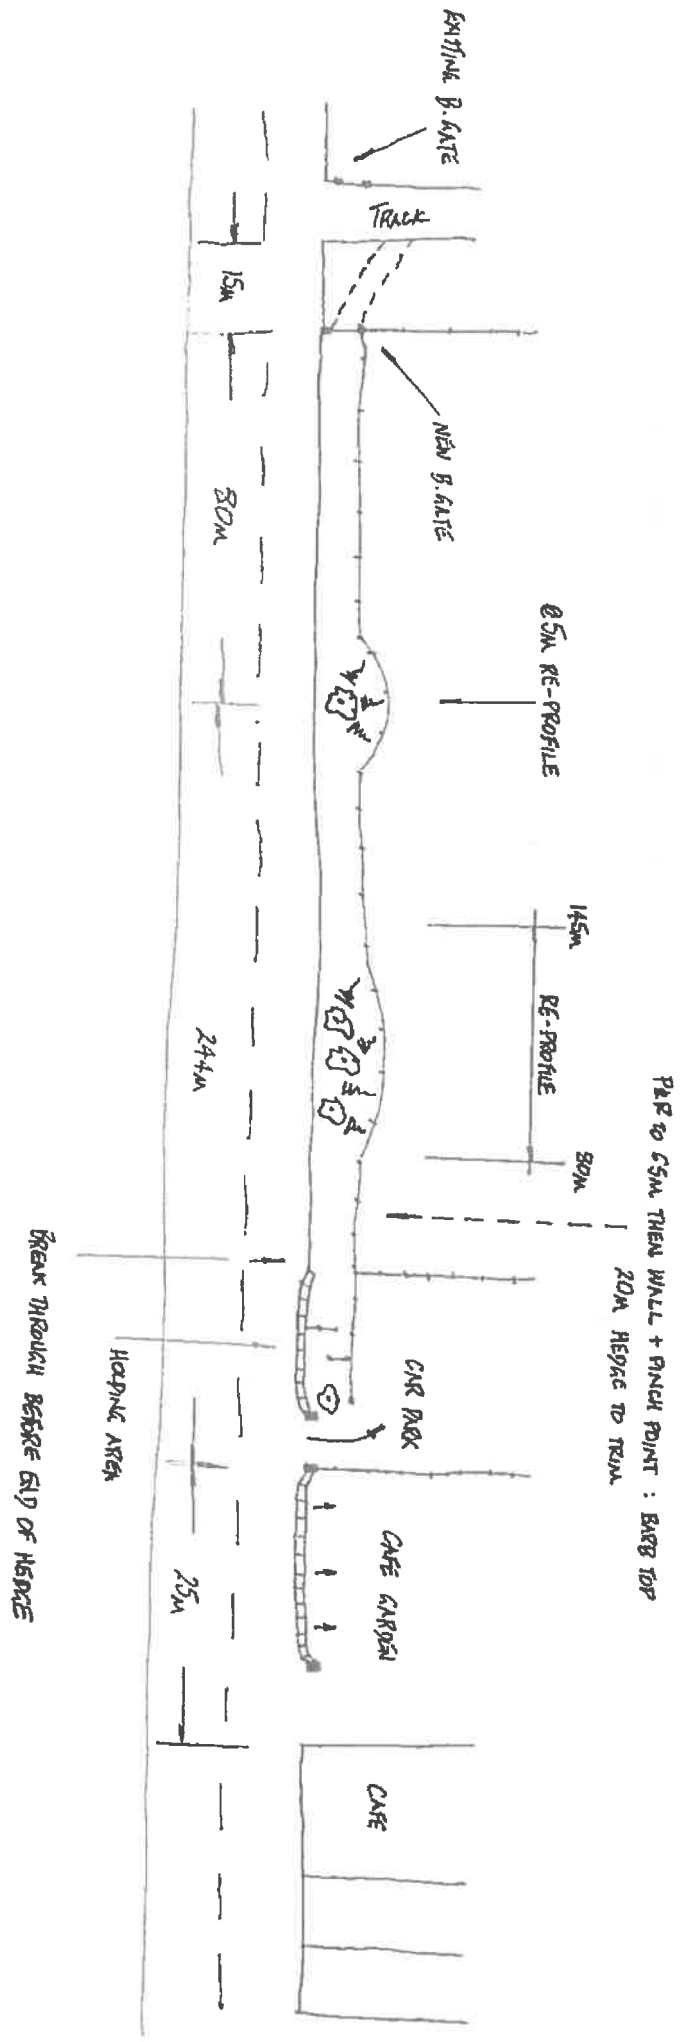 EXISTING B.GATE
TRACK
15M
NEW B.GATE
80M
@5M RE-PROFILE
145M
RE-PROFILE
80M
244M
P&R TO 65M THEN WALL + PINCH POINT : BARB TOP
20M HEDGE TO TRIM
BREAK THROUGH BEFORE END OF HEDGE
HOLDING AREA
CAR PARK
CAFE GARDEN
25M
CAFE